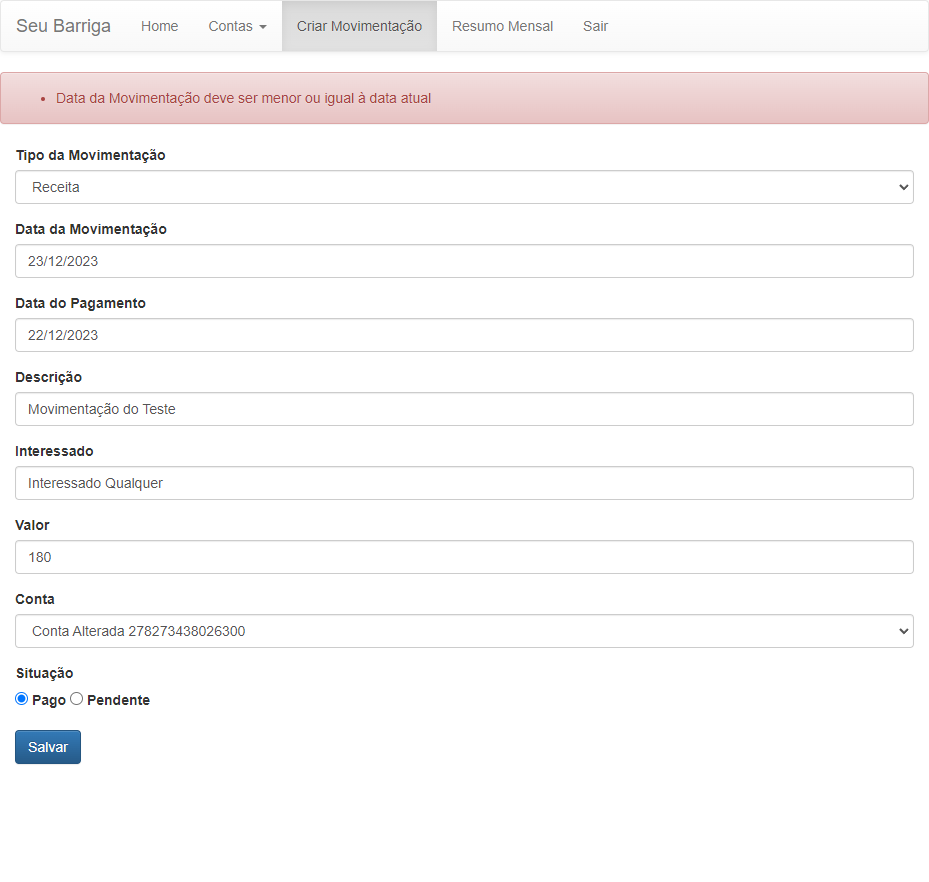 Seu Barriga Home Contas Criar Movimentação Resumo Mensal Sair
Data da Movimentação deve ser menor ou igual à data atual
Tipo da Movimentação
Receita
Data da Movimentação
23/12/2023
Data do Pagamento
22/12/2023
Descrição
Movimentação do Teste
Interessado
Interessado Qualquer
Valor
180
Conta
Conta Alterada 278273438026300
Situação
Pago Pendente
Salvar